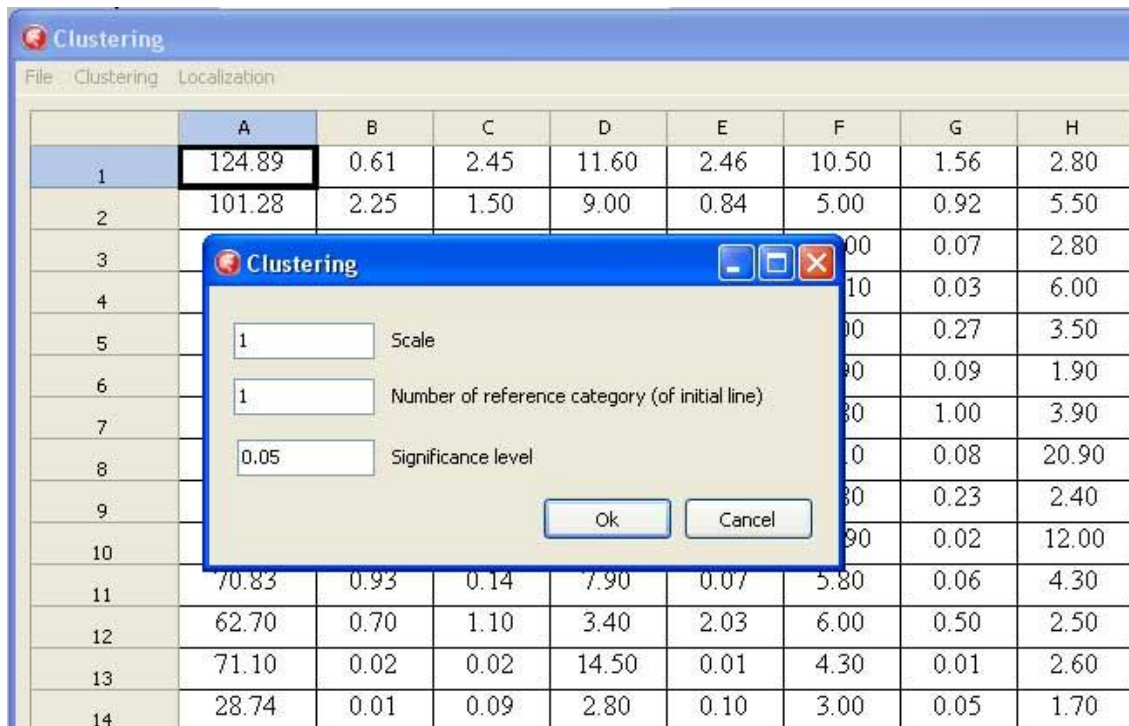 Clustering
File Clustering Localization
A B C D E F G H
1 124.89 0.61 2.45 11.60 2.46 10.50 1.56 2.80
2 101.28 2.25 1.50 9.00 0.84 5.00 0.92 5.50
3 00 0.07 2.80
4 10 0.03 6.00
5 00 0.27 3.50
6 90 0.09 1.90
7 80 1.00 3.90
8 0 0.08 20.90
9 80 0.23 2.40
10 90 0.02 12.00
11 70.83 0.93 0.14 7.90 0.07 5.80 0.06 4.30
12 62.70 0.70 1.10 3.40 2.03 6.00 0.50 2.50
13 71.10 0.02 0.02 14.50 0.01 4.30 0.01 2.60
14 28.74 0.01 0.09 2.80 0.10 3.00 0.05 1.70
Clustering
1 Scale
1 Number of reference category (of initial line)
0.05 Significance level
Ok Cancel